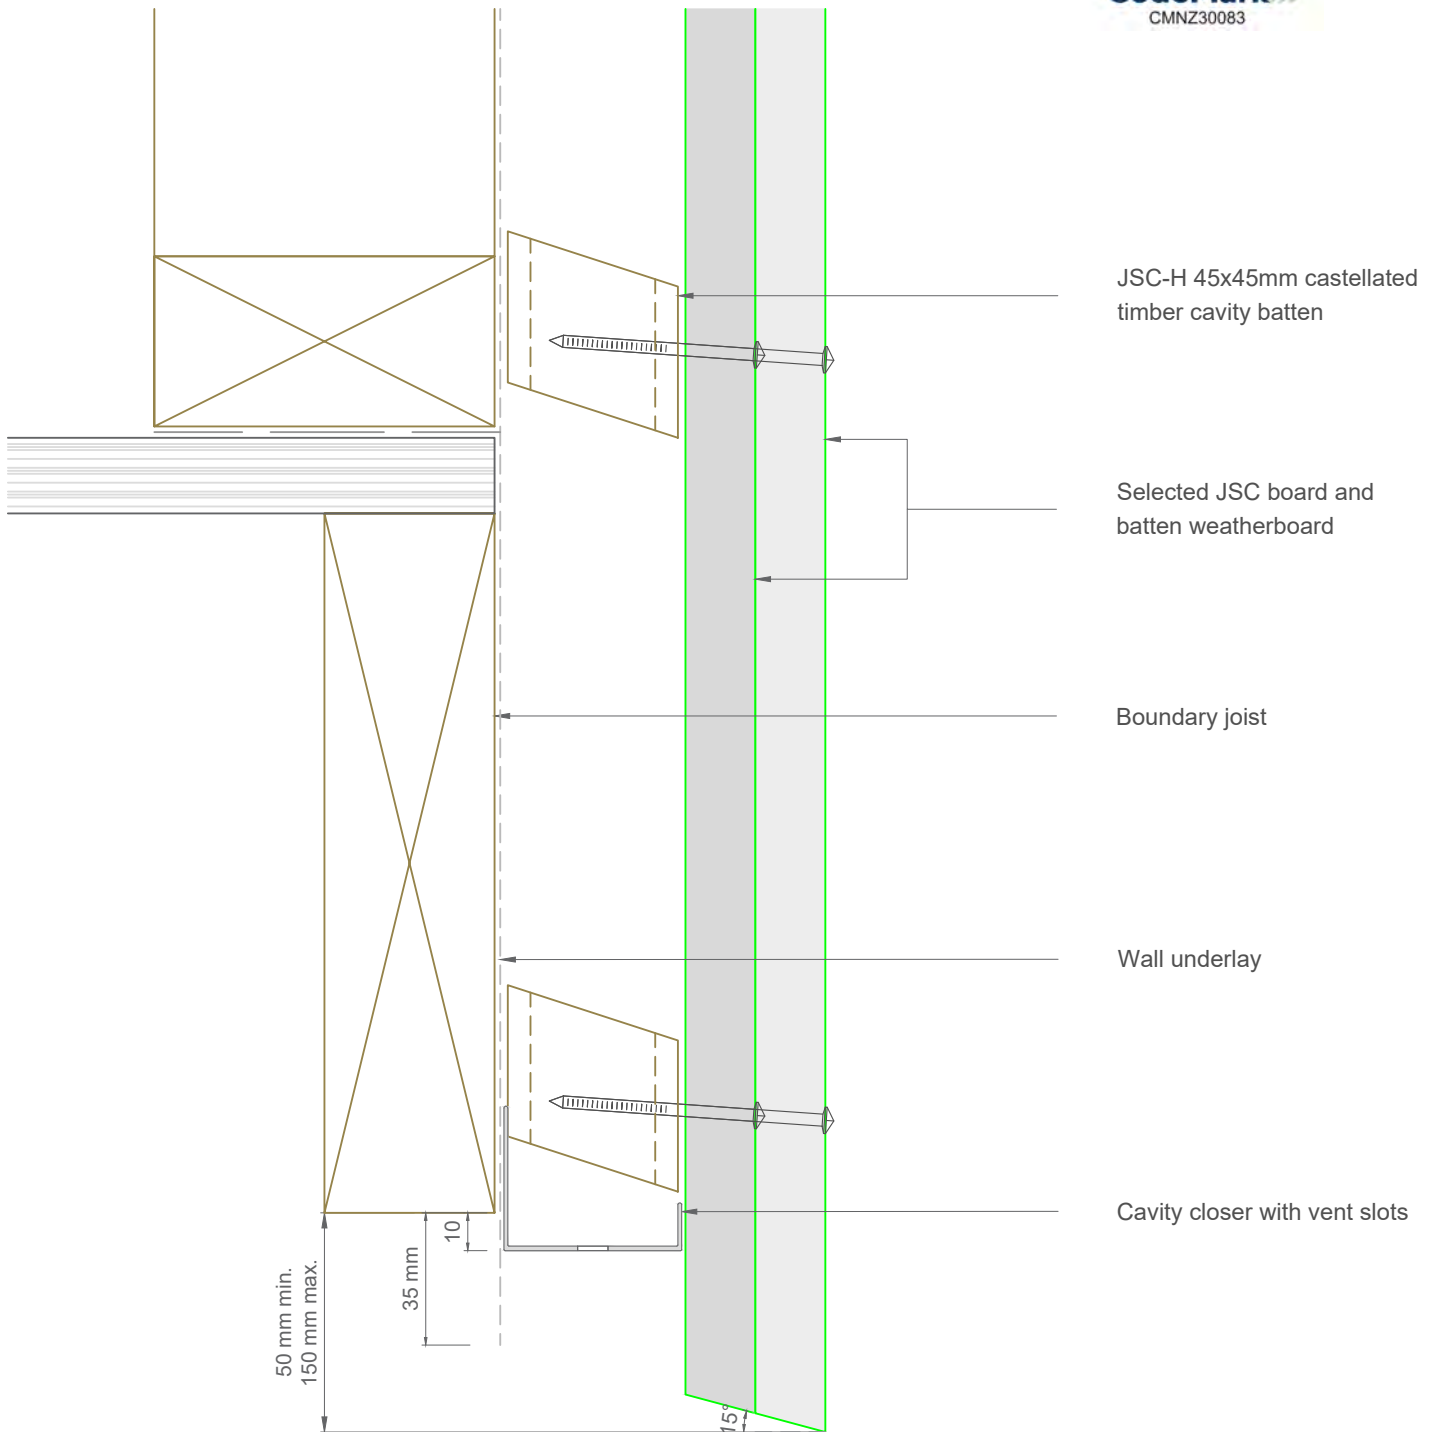 CMNZ30083
JSC-H 45x45mm castellated
timber cavity batten
Selected JSC board and
batten weatherboard
Boundary joist
Wall underlay
Cavity closer with vent slots
10
35 mm
50 mm min.
150 mm max.
15°